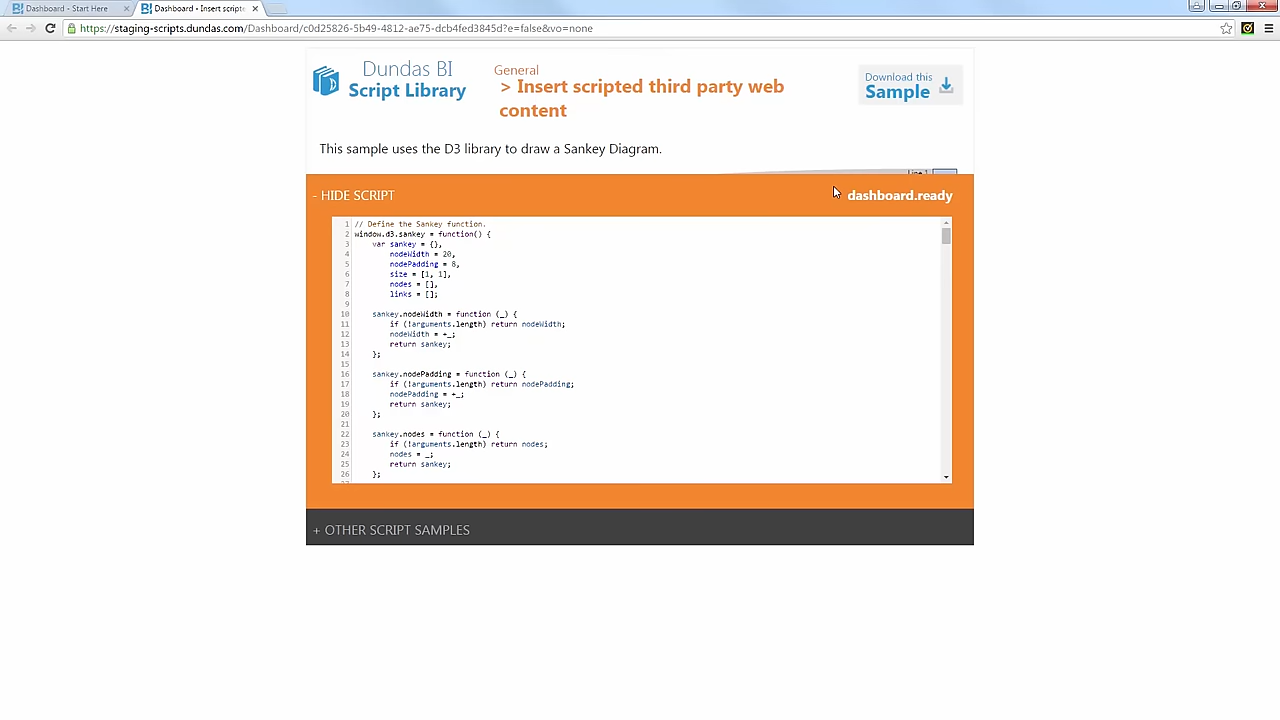 Dashboard - Start Here
Dashboard - Insert scripte
https://staging-scripts.dundas.com/Dashboard/c0d25826-5b49-4812-ae75-dcb4fed3845d?e=false&vo=none
Dundas BI
Script Library
General
> Insert scripted third party web
content
Download this
Sample
This sample uses the D3 library to draw a Sankey Diagram.
- HIDE SCRIPT
dashboard.ready
1 // Define the Sankey function.
2 window.d3.sankey = function() {
3 var sankey = {},
4 nodeWidth = 20,
5 nodePadding = 8,
6 size = [1, 1],
7 nodes = [],
8 links = [];
9
10 sankey.nodeWidth = function (_) {
11 if (!arguments.length) return nodeWidth;
12 nodeWidth = +_;
13 return sankey;
14 };
15
16 sankey.nodePadding = function (_) {
17 if (!arguments.length) return nodePadding;
18 nodePadding = +_;
19 return sankey;
20 };
21
22 sankey.nodes = function (_) {
23 if (!arguments.length) return nodes;
24 nodes = _;
25 return sankey;
26 };
+ OTHER SCRIPT SAMPLES